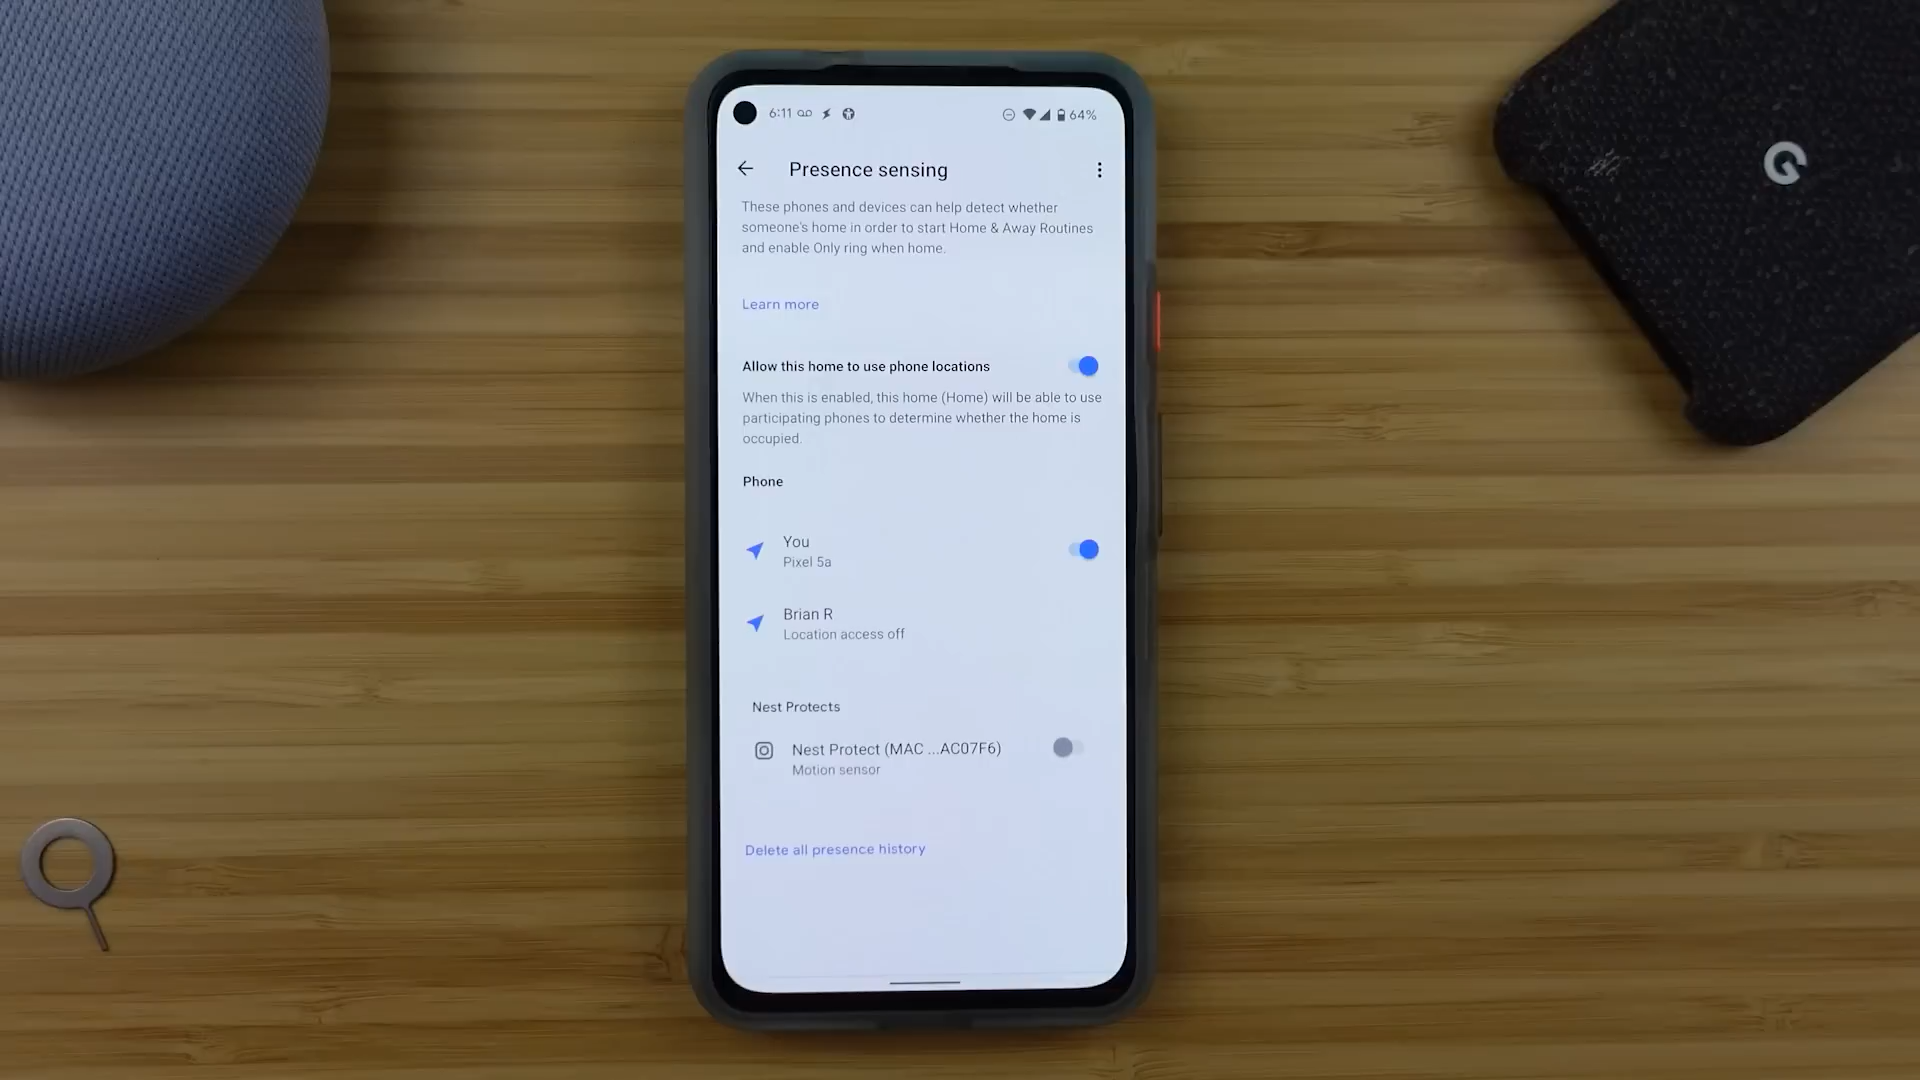 6:11
64%
Presence sensing
These phones and devices can help detect whether
someone's home in order to start Home & Away Routines
and enable Only ring when home.
Learn more
Allow this home to use phone locations
When this is enabled, this home (Home) will be able to use
participating phones to determine whether the home is
occupied.
Phone
You
Pixel 5a
Brian R
Location access off
Nest Protects
Nest Protect (MAC ...AC07F6)
Motion sensor
Delete all presence history
G